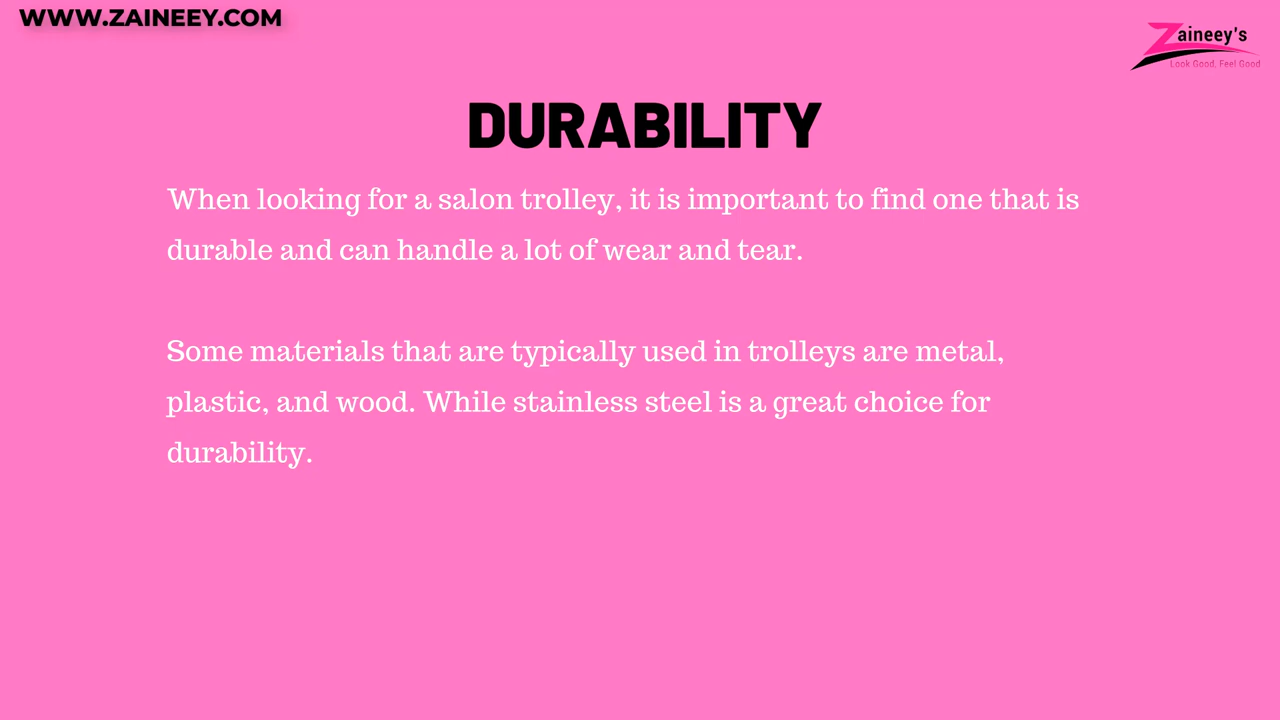 WWW.ZAINEEY.COM
Zaineey's
Look Good, Feel Good
DURABILITY
When looking for a salon trolley, it is important to find one that is
durable and can handle a lot of wear and tear.
Some materials that are typically used in trolleys are metal,
plastic, and wood. While stainless steel is a great choice for
durability.